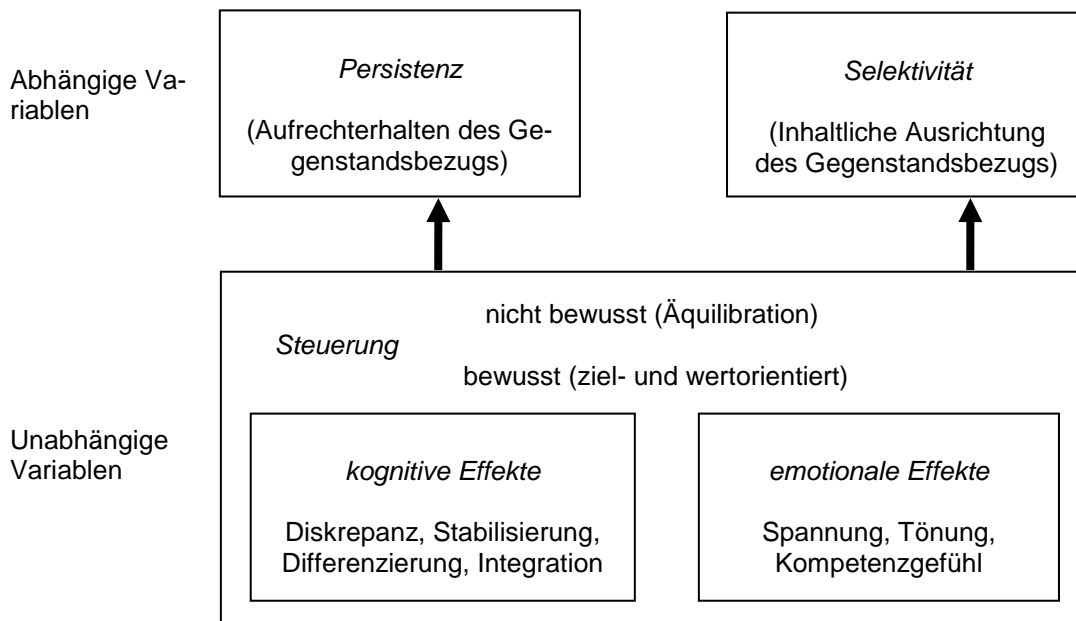 Abhängige Va-
riablen
Persistenz
(Aufrechterhalten des Ge-
genstandsbezugs)
Selektivität
(Inhaltliche Ausrichtung
des Gegenstandsbezugs)
nicht bewusst (Äquilibration)
Steuerung
bewusst (ziel- und wertorientiert)
Unabhängige
Variablen
kognitive Effekte
Diskrepanz, Stabilisierung,
Differenzierung, Integration
emotionale Effekte
Spannung, Tönung,
Kompetenzgefühl